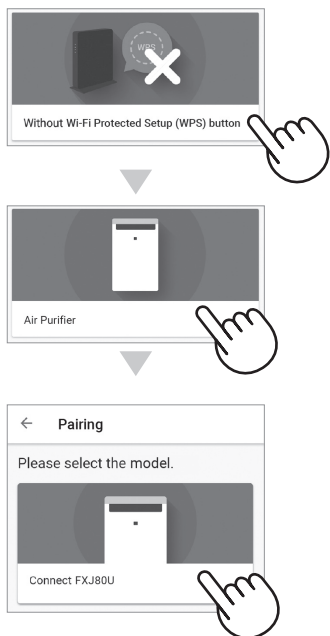 WPS
Without Wi-Fi Protected Setup (WPS) button
Air Purifier
← Pairing
Please select the model.
Connect FXJ80U